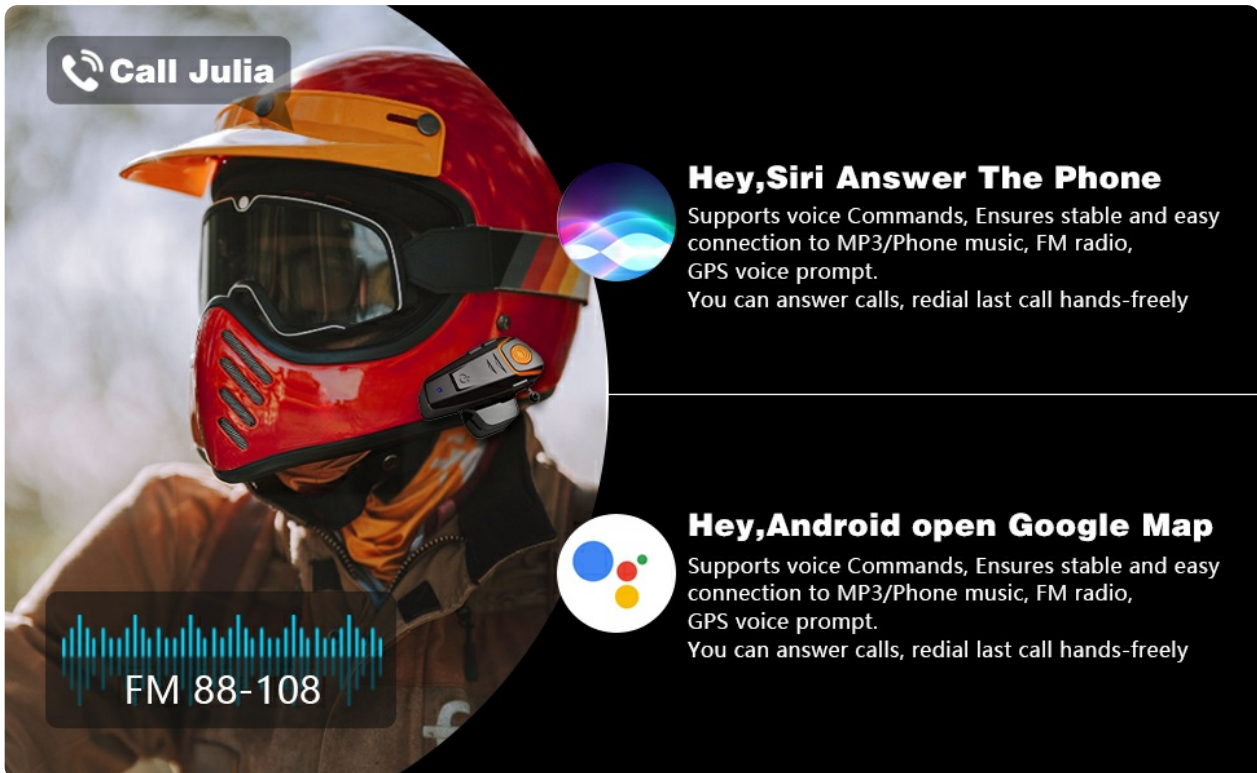 Call Julia
Hey,Siri Answer The Phone
Supports voice Commands, Ensures stable and easy
connection to MP3/Phone music, FM radio,
GPS voice prompt.
You can answer calls, redial last call hands-freely
Hey,Android open Google Map
Supports voice Commands, Ensures stable and easy
connection to MP3/Phone music, FM radio,
GPS voice prompt.
You can answer calls, redial last call hands-freely
FM 88-108